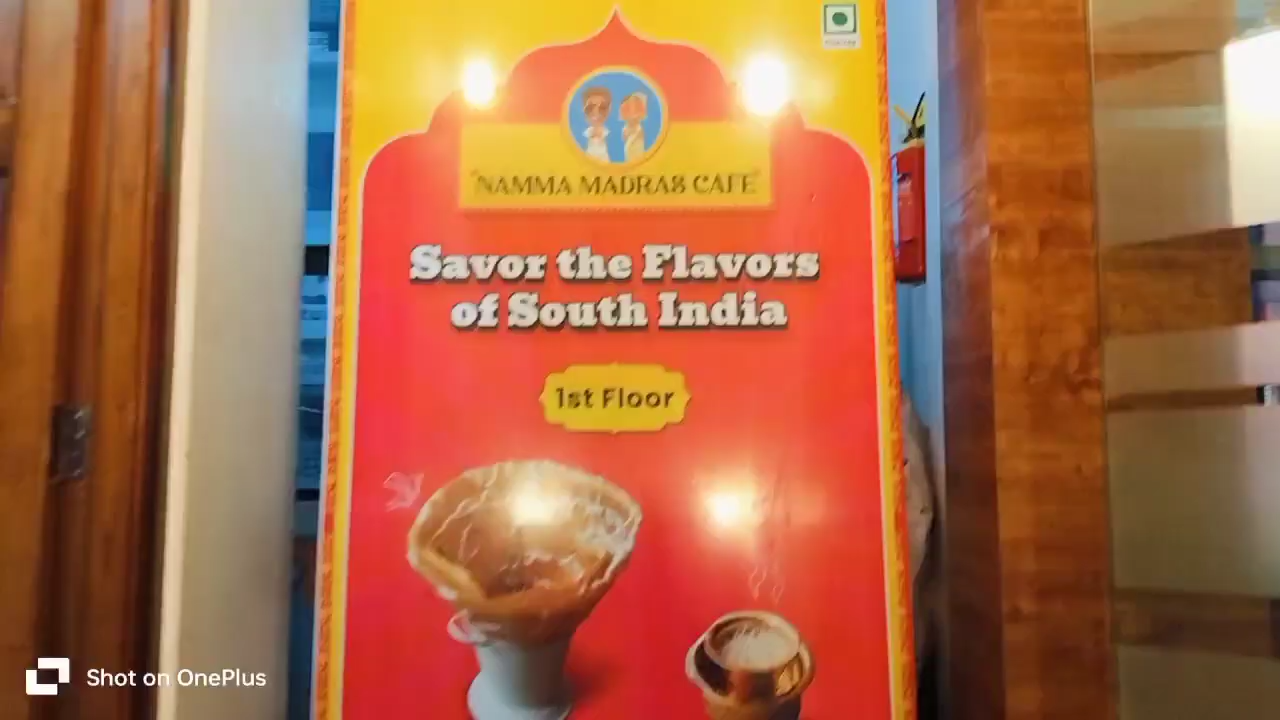 "NAMMA MADRAS CAFE"
Savor the Flavors
of South India
1st Floor
Shot on OnePlus